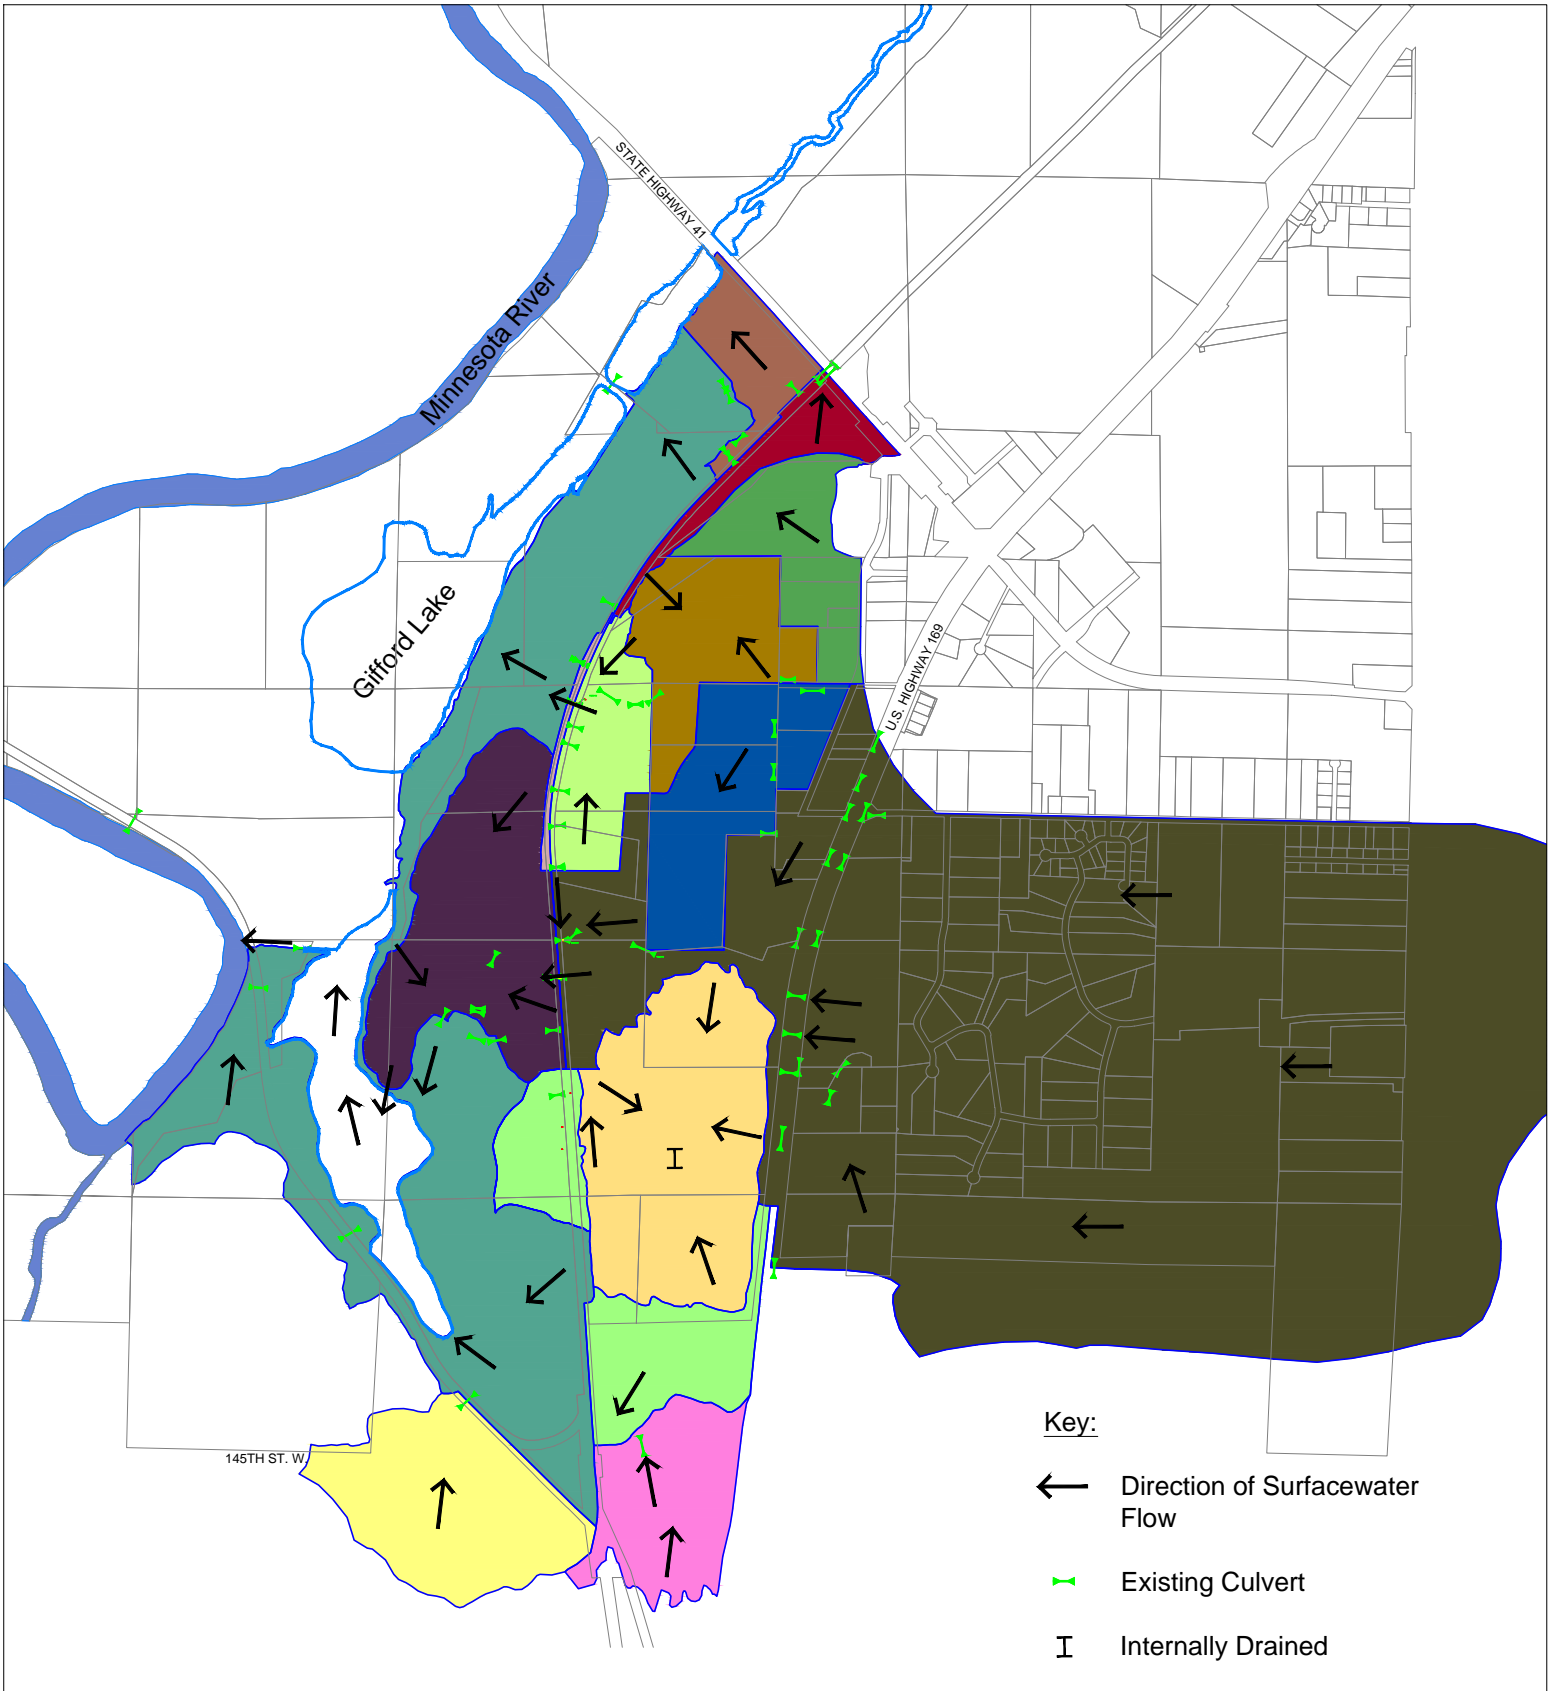 STATE HIGHWAY 41
Minnesota River
Gifford Lake
U.S. HIGHWAY 169
I
145TH ST. W.
Key:
Direction of Surfacewater
Flow
Existing Culvert
I Internally Drained